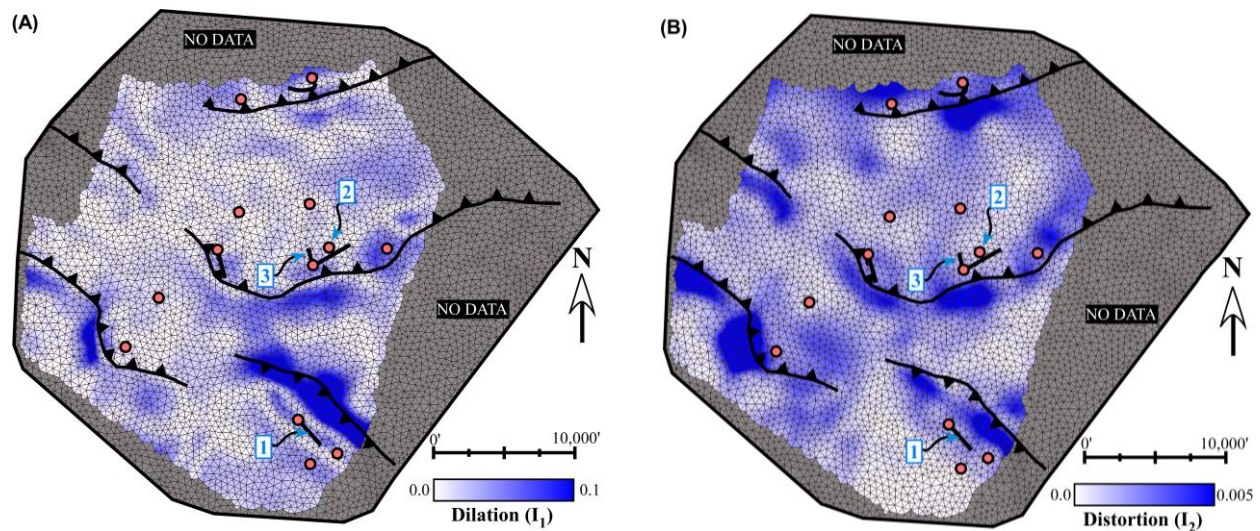 (A)
NO DATA
2
3
N
NO DATA
1
0' 10,000'
0.0 0.1
Dilation (I1)
(B)
NO DATA
2
3
N
NO DATA
1
0' 10,000'
0.0 0.005
Distortion (I2)